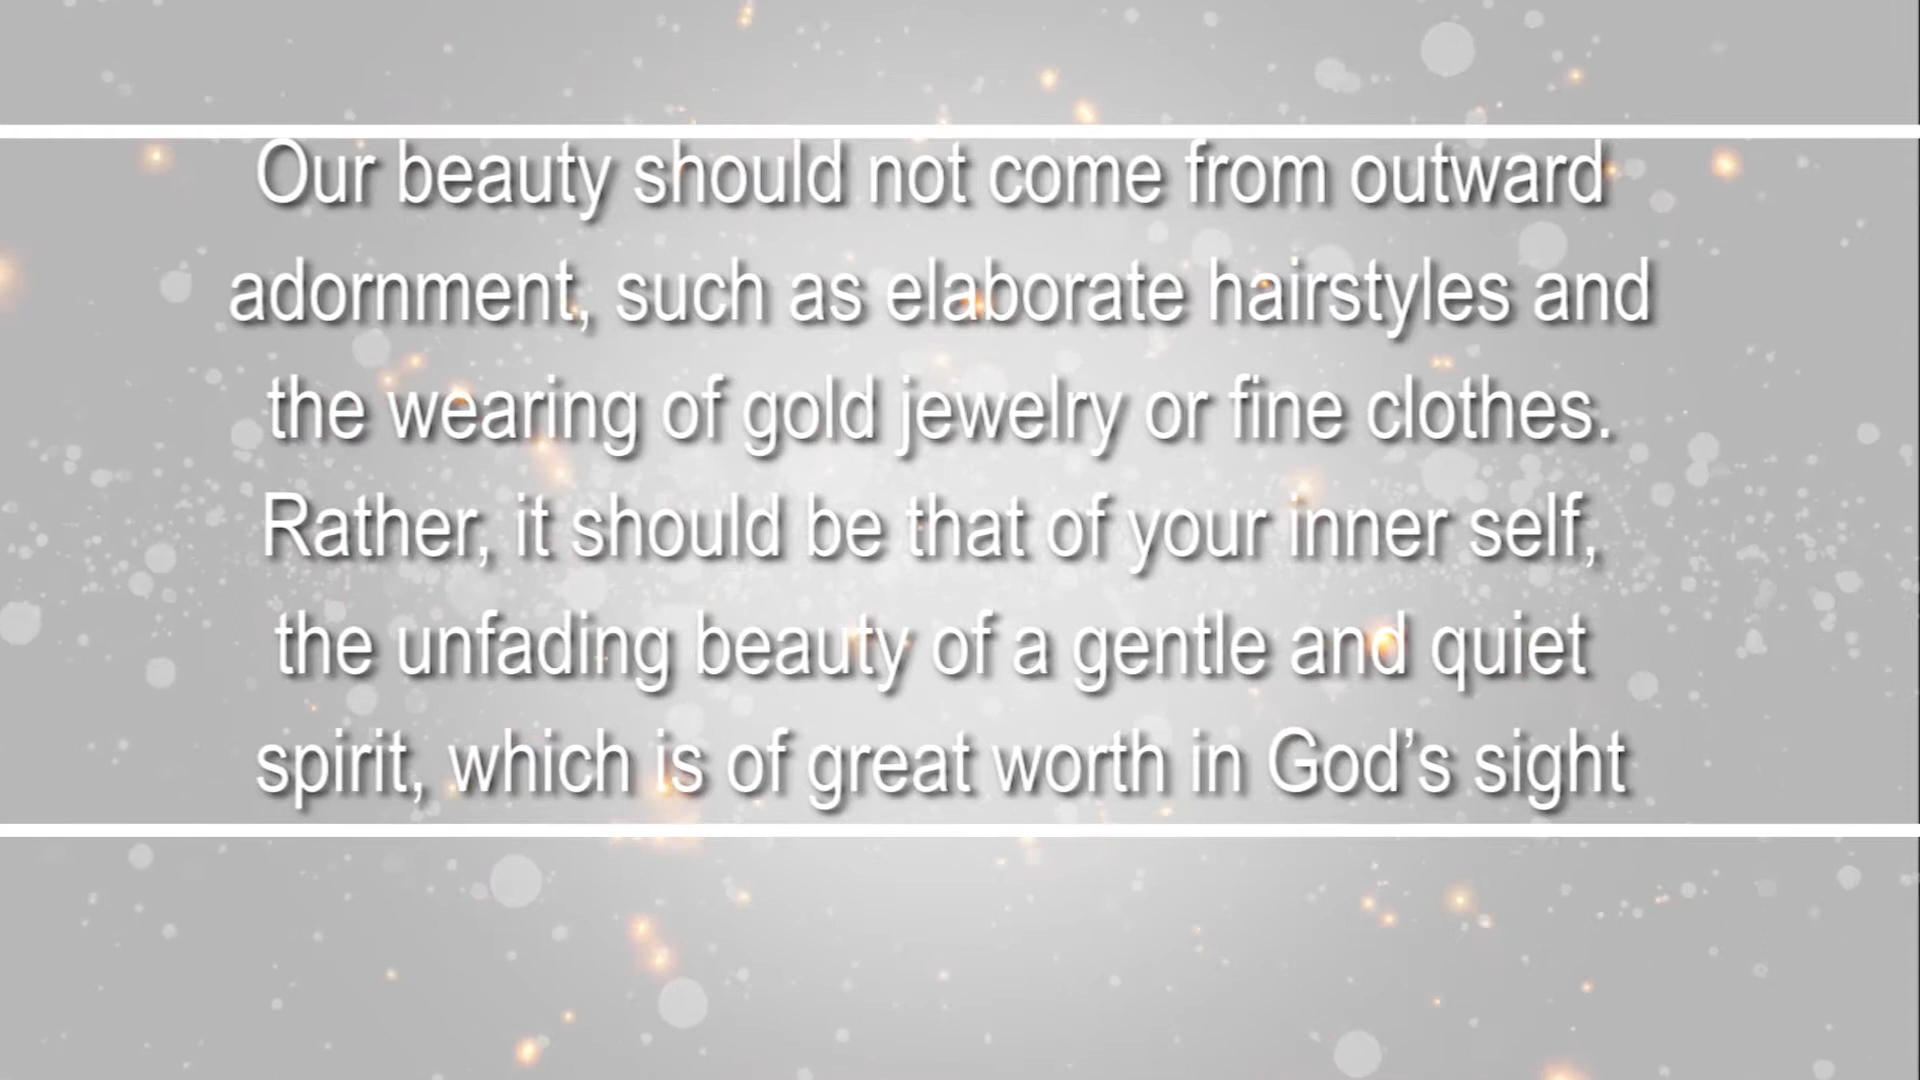 Our beauty should not come from outward
adornment, such as elaborate hairstyles and
the wearing of gold jewelry or fine clothes.
Rather, it should be that of your inner self,
the unfading beauty of a gentle and quiet
spirit, which is of great worth in God’s sight